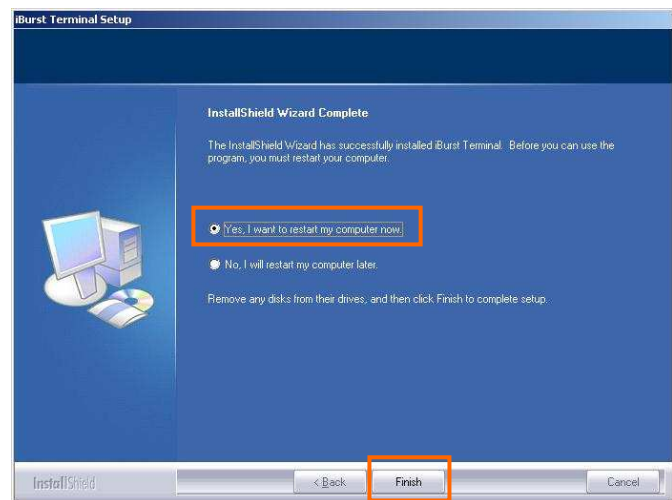 iBurst Terminal Setup
InstallShield Wizard Complete
The InstallShield Wizard has successfully installed iBurst Terminal. Before you can use the
program, you must restart your computer.
Yes, I want to restart my computer now.
No, I will restart my computer later.
Remove any disks from their drives, and then click Finish to complete setup.
InstallShield
< Back
Finish
Cancel